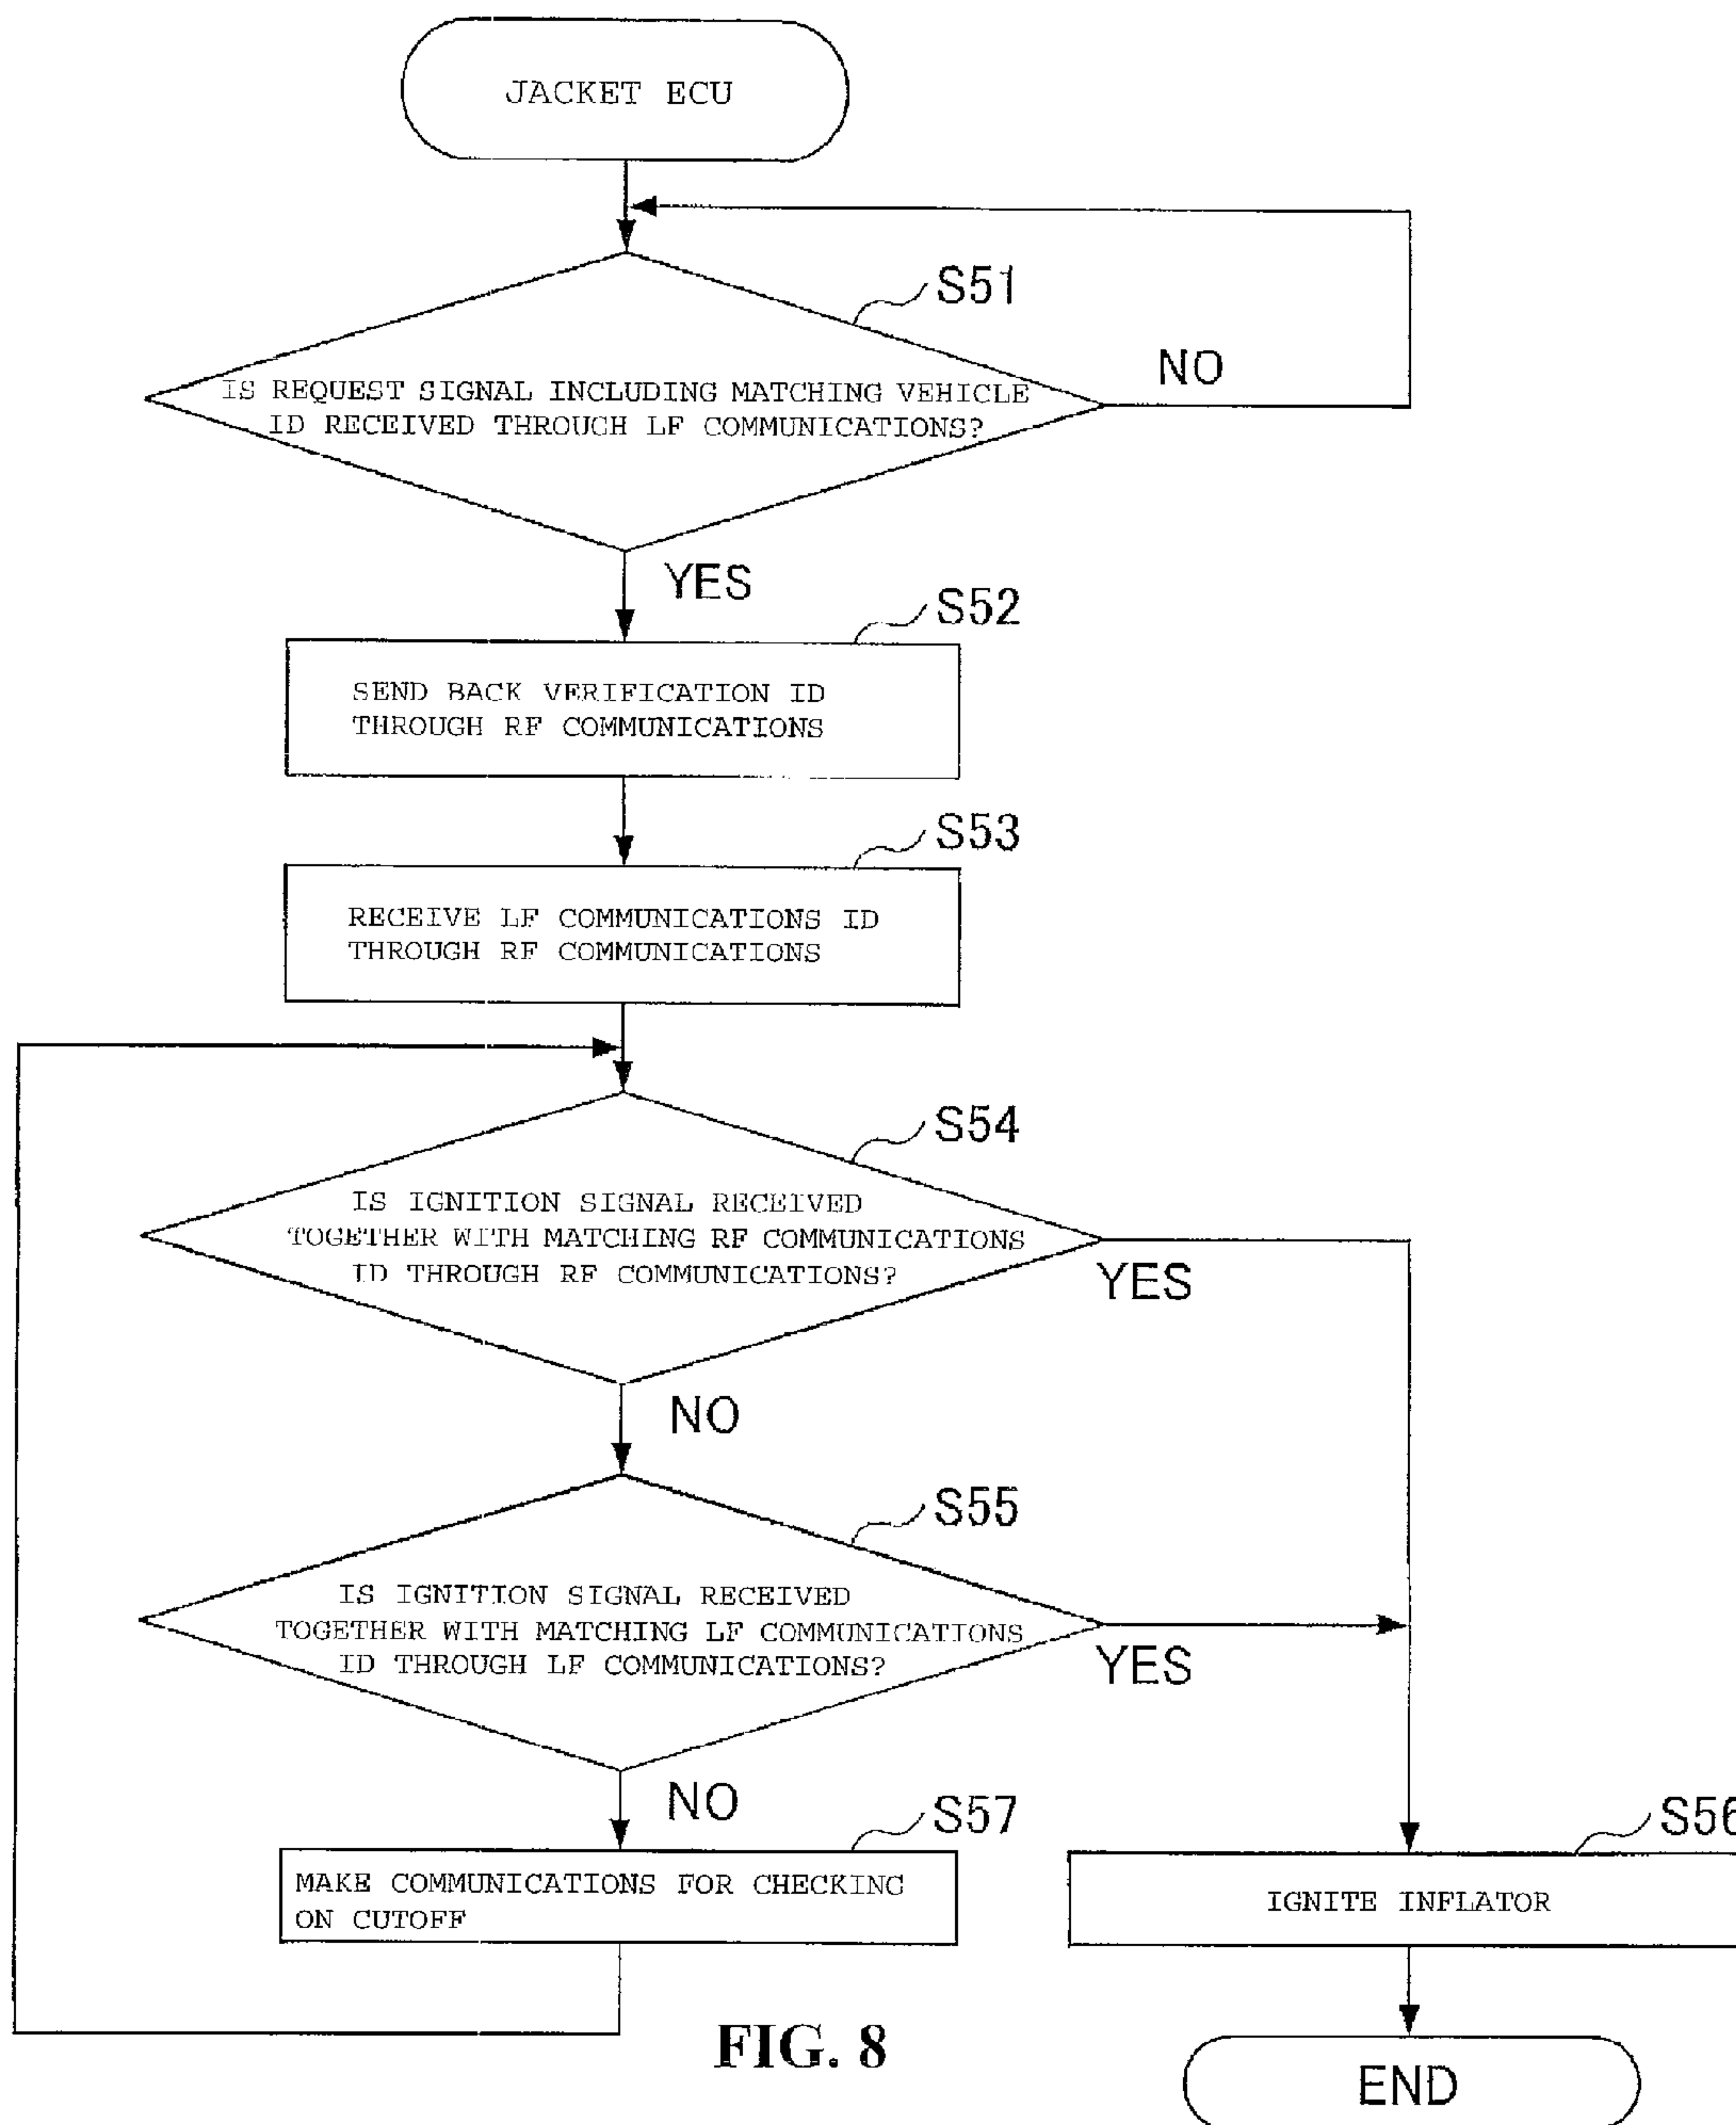 JACKET ECU
S51
IS REQUEST SIGNAL INCLUDING MATCHING VEHICLE
ID RECEIVED THROUGH LF COMMUNICATIONS?
NO
YES
S52
SEND BACK VERIFICATION ID
THROUGH RF COMMUNICATIONS
S53
RECEIVE LF COMMUNICATIONS ID
THROUGH RF COMMUNICATIONS
S54
IS IGNITION SIGNAL RECEIVED
TOGETHER WITH MATCHING RF COMMUNICATIONS
ID THROUGH RF COMMUNICATIONS?
YES
NO
S55
IS IGNITION SIGNAL RECEIVED
TOGETHER WITH MATCHING LF COMMUNICATIONS
ID THROUGH LF COMMUNICATIONS?
YES
NO
S57
MAKE COMMUNICATIONS FOR CHECKING
ON CUTOFF
S56
IGNITE INFLATOR
END
FIG. 8